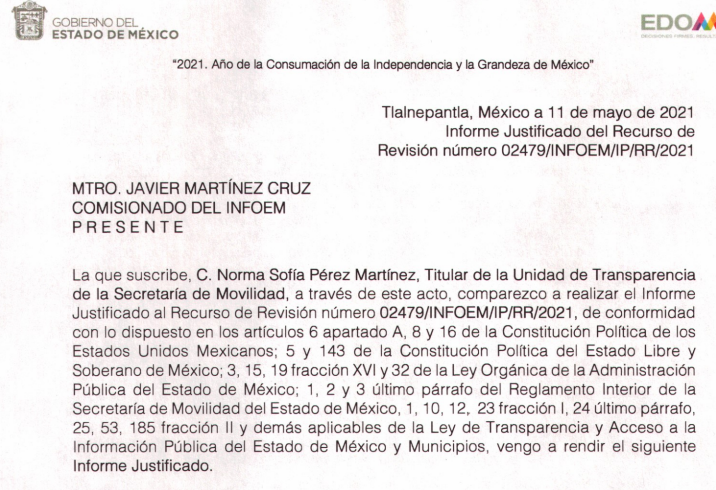 GOBIERNO DEL
ESTADO DE MÉXICO
EDOM
"2021. Año de la Consumación de la Independencia y la Grandeza de México"
Tlalnepantla, México a 11 de mayo de 2021
Informe Justificado del Recurso de
Revisión número 02479/INFOEM/IP/RR/2021
MTRO. JAVIER MARTÍNEZ CRUZ
COMISIONADO DEL INFOEM
P R E S E N T E
La que suscribe, C. Norma Sofía Pérez Martínez, Titular de la Unidad de Transparencia
de la Secretaría de Movilidad, a través de este acto, comparezco a realizar el Informe
Justificado al Recurso de Revisión número 02479/INFOEM/IP/RR/2021, de conformidad
con lo dispuesto en los artículos 6 apartado A, 8 y 16 de la Constitución Política de los
Estados Unidos Mexicanos; 5 y 143 de la Constitución Política del Estado Libre y
Soberano de México; 3, 15, 19 fracción XVI y 32 de la Ley Orgánica de la Administración
Pública del Estado de México; 1, 2 y 3 último párrafo del Reglamento Interior de la
Secretaría de Movilidad del Estado de México, 1, 10, 12, 23 fracción I, 24 último párrafo,
25, 53, 185 fracción II y demás aplicables de la Ley de Transparencia y Acceso a la
Información Pública del Estado de México y Municipios, vengo a rendir el siguiente
Informe Justificado.